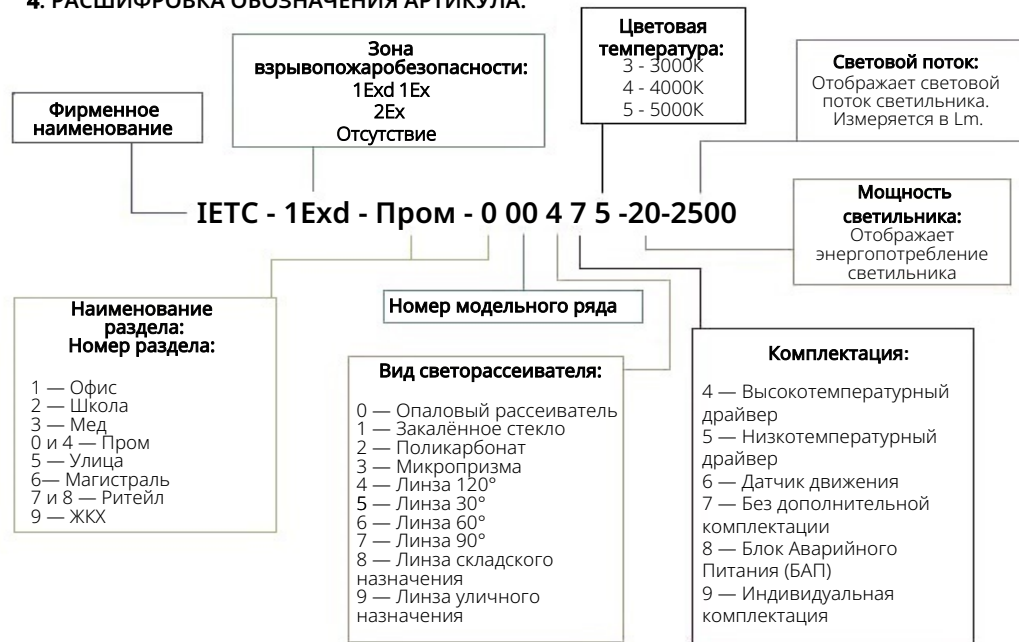 4. РАСШИФРОВКА ОБОЗНАЧЕНИЯ АРТИКУЛА.
Фирменное
наименование
Зона
взрывопожаробезопасности:
1Exd 1Ex
2Ex
Отсутствие
Цветовая
температура:
3 - 3000К
4 - 4000К
5 - 5000К
Световой поток:
Отображает световой
поток светильника.
Измеряется в Lm.
IETC - 1Exd - Пром - 0 00 4 7 5 -20-2500
Мощность
светильника:
Отображает
энергопотребление
светильника
Наименование
раздела:
Номер раздела:
1 — Офис
2 — Школа
3 — Мед
0 и 4 — Пром
5 — Улица
6— Магистраль
7 и 8 — Ритейл
9 — ЖКХ
Номер модельного ряда
Вид светорассеивателя:
0 — Опаловый рассеиватель
1 — Закалённое стекло
2 — Поликарбонат
3 — Микропризма
4 — Линза 120°
5 — Линза 30°
6 — Линза 60°
7 — Линза 90°
8 — Линза складского
назначения
9 — Линза уличного
назначения
Комплектация:
4 — Высокотемпературный
драйвер
5 — Низкотемпературный
драйвер
6 — Датчик движения
7 — Без дополнительной
комплектации
8 — Блок Аварийного
Питания (БАП)
9 — Индивидуальная
комплектация